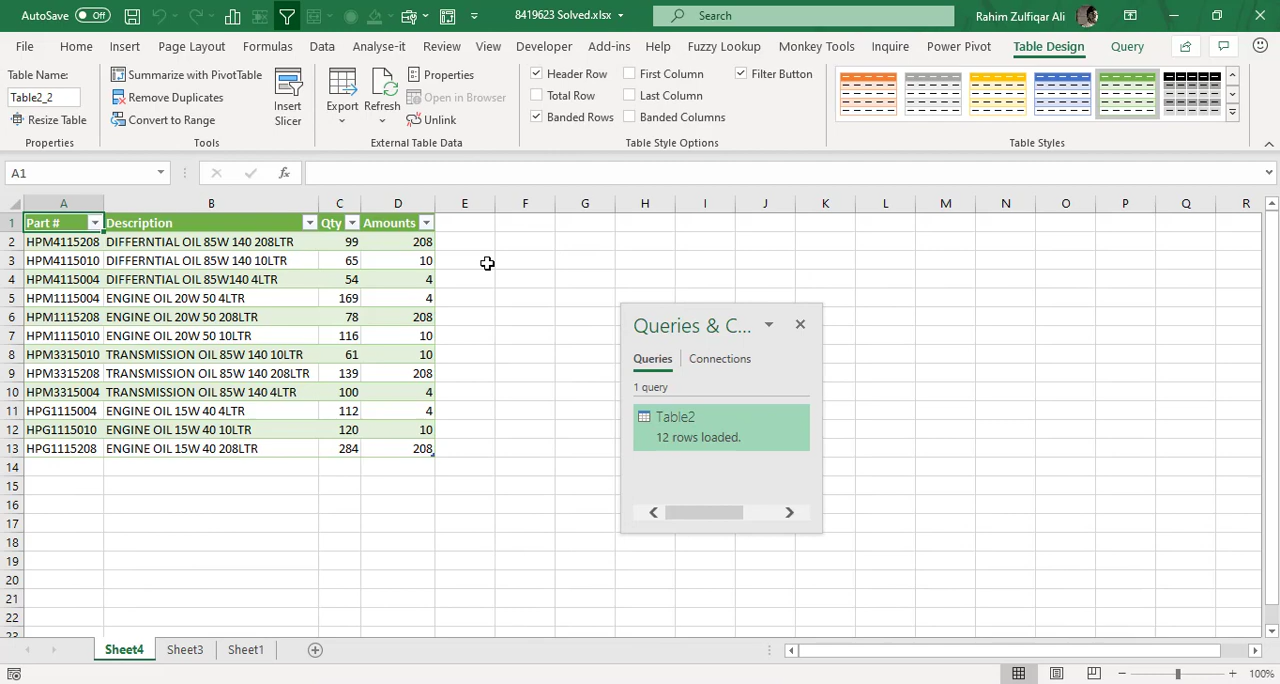 AutoSave Off 8419623 Solved.xlsx Search Rahim Zulfiqar Ali
File Home Insert Page Layout Formulas Data Analyse-it Review View Developer Add-ins Help Fuzzy Lookup Monkey Tools Inquire Power Pivot Table Design Query
Table Name: Summarize with PivotTable Properties Header Row First Column Filter Button
Table2_2 Remove Duplicates Insert Slicer Export Refresh Open in Browser Total Row Last Column
Resize Table Convert to Range Unlink Banded Rows Banded Columns
Properties Tools External Table Data Table Style Options Table Styles
A1 fx
A B C D E F G H I J K L M N O P Q R
1 Part # Description Qty Amounts
2 HPM4115208 DIFFERNTIAL OIL 85W 140 208LTR 99 208
3 HPM4115010 DIFFERNTIAL OIL 85W 140 10LTR 65 10
4 HPM4115004 DIFFERNTIAL OIL 85W140 4LTR 54 4
5 HPM1115004 ENGINE OIL 20W 50 4LTR 169 4
6 HPM1115208 ENGINE OIL 20W 50 208LTR 78 208
7 HPM1115010 ENGINE OIL 20W 50 10LTR 116 10
8 HPM3315010 TRANSMISSION OIL 85W 140 10LTR 61 10
9 HPM3315208 TRANSMISSION OIL 85W 140 208LTR 139 208
10 HPM3315004 TRANSMISSION OIL 85W 140 4LTR 100 4
11 HPG1115004 ENGINE OIL 15W 40 4LTR 112 4
12 HPG1115010 ENGINE OIL 15W 40 10LTR 120 10
13 HPG1115208 ENGINE OIL 15W 40 208LTR 284 208
14
15
16
17
18
19
20
21
22
23
Queries & C...
Queries Connections
1 query
Table2
12 rows loaded.
Sheet4 Sheet3 Sheet1
100%